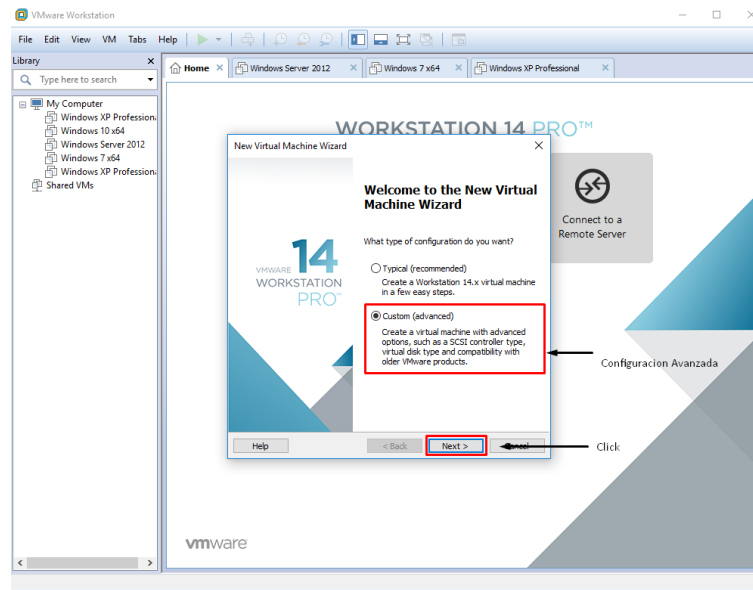 VMware Workstation
File Edit View VM Tabs Help
Library
Type here to search
Home
Windows Server 2012
Windows 7 x64
Windows XP Professional
My Computer
Windows XP Profession
Windows 10 x64
Windows Server 2012
Windows 7 x64
Windows XP Profession
Shared VMs
WORKSTATION 14 PRO™
Connect to a
Remote Server
New Virtual Machine Wizard
VMWARE 14
WORKSTATION
PRO™
Welcome to the New Virtual
Machine Wizard
What type of configuration do you want?
Typical (recommended)
Create a Workstation 14.x virtual machine
in a few easy steps.
Custom (advanced)
Create a virtual machine with advanced
options, such as a SCSI controller type,
virtual disk type and compatibility with
older VMware products.
Configuracion Avanzada
Help
< Back
Next >
Cancel
Click
vmware